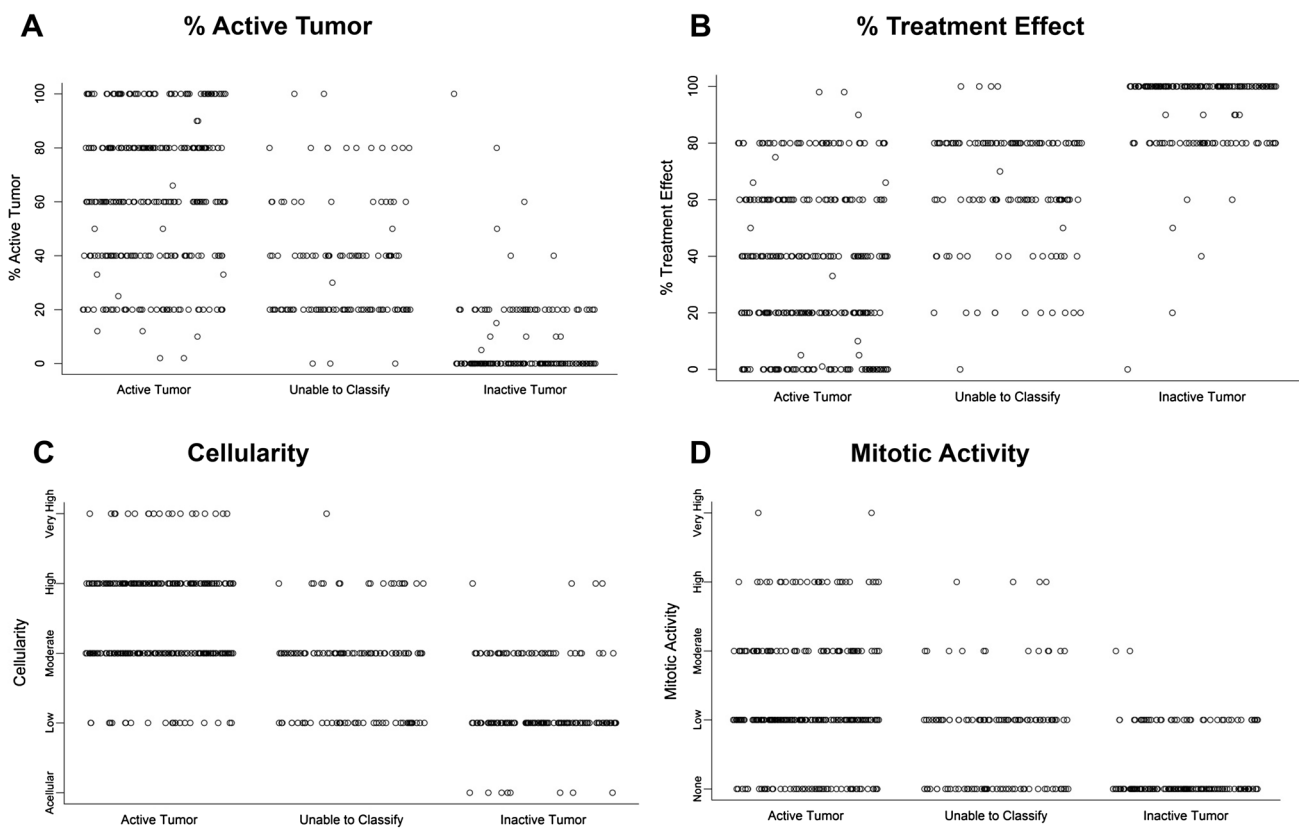 A % Active Tumor
% Active Tumor
100
80
60
40
20
0
Active Tumor Unable to Classify Inactive Tumor
B % Treatment Effect
% Treatment Effect
100
80
60
40
20
0
Active Tumor Unable to Classify Inactive Tumor
C Cellularity
Cellularity
Very High
High
Moderate
Low
Acellular
Active Tumor Unable to Classify Inactive Tumor
D Mitotic Activity
Mitotic Activity
Very High
High
Moderate
Low
None
Active Tumor Unable to Classify Inactive Tumor